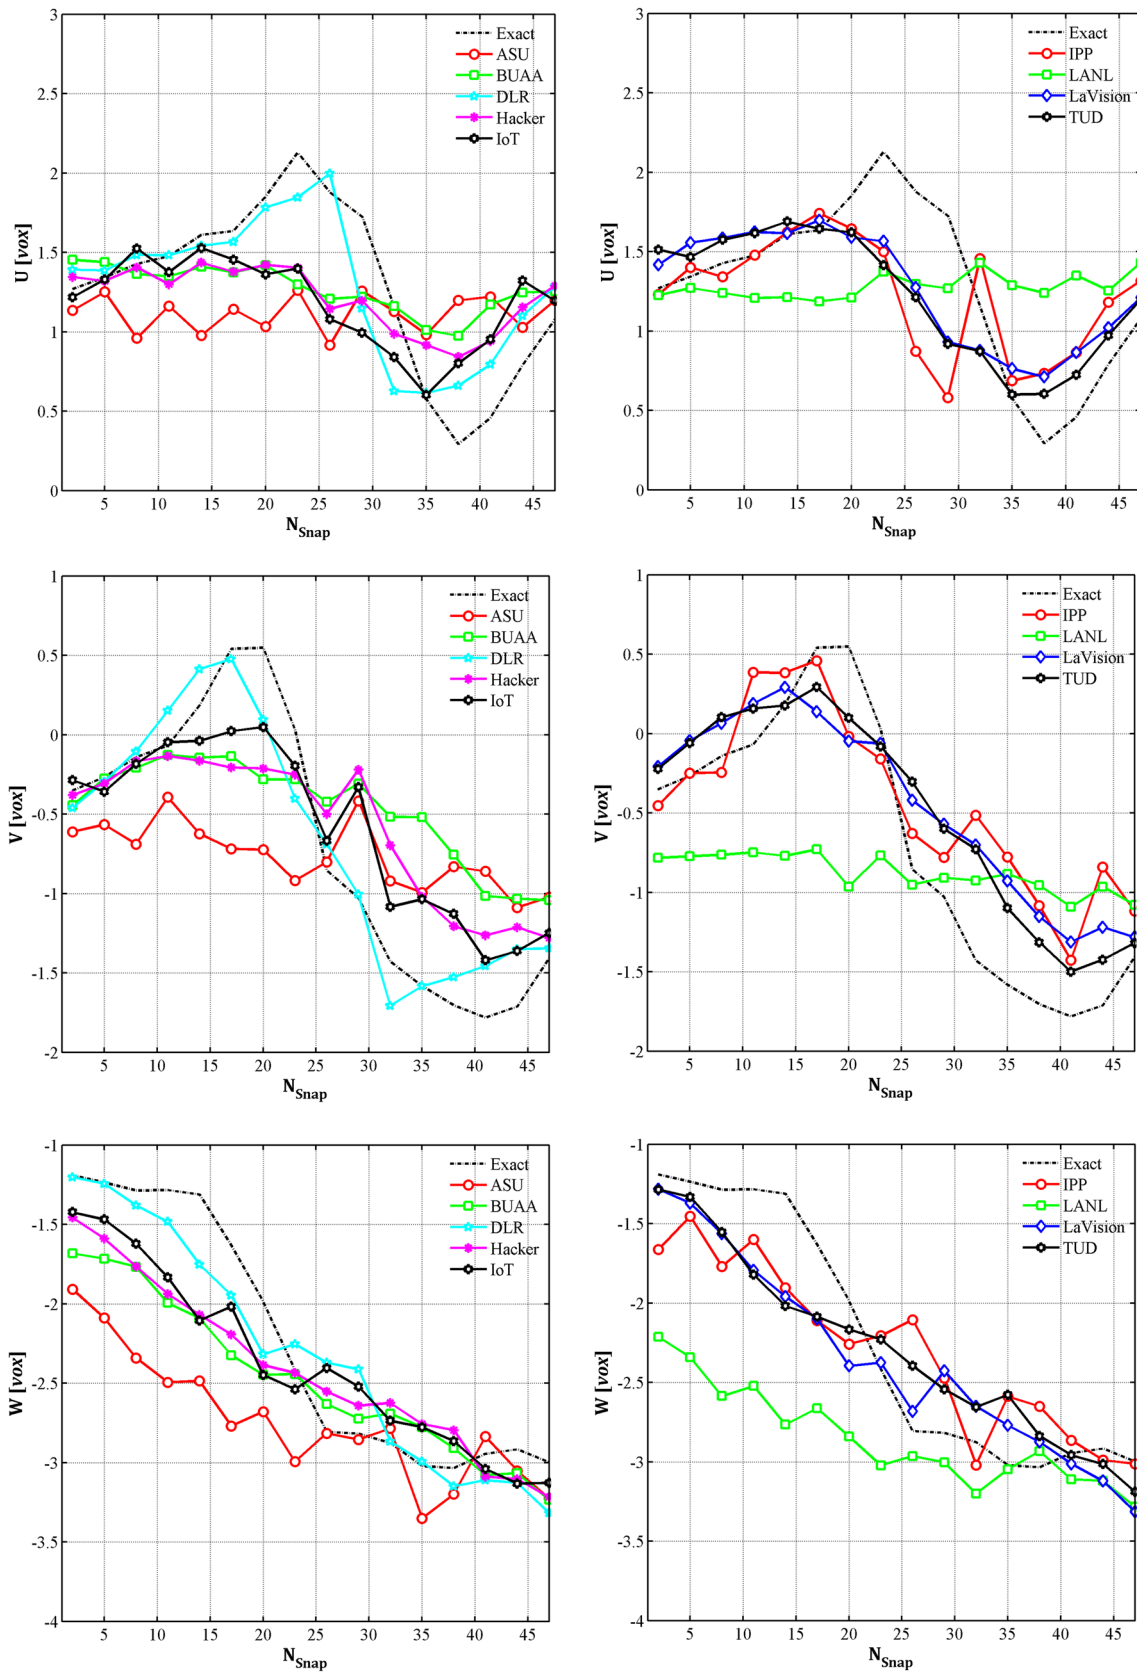 3
2.5
2
1.5
1
0.5
0
U [vox]
5 10 15 20 25 30 35 40 45
N_Snap
Exact
ASU
BUAA
DLR
Hacker
IoT
3
2.5
2
1.5
1
0.5
0
U [vox]
5 10 15 20 25 30 35 40 45
N_Snap
Exact
IPP
LANL
LaVision
TUD
1
0.5
0
-0.5
-1
-1.5
-2
V [vox]
5 10 15 20 25 30 35 40 45
N_Snap
Exact
ASU
BUAA
DLR
Hacker
IoT
1
0.5
0
-0.5
-1
-1.5
-2
V [vox]
5 10 15 20 25 30 35 40 45
N_Snap
Exact
IPP
LANL
LaVision
TUD
-1
-1.5
-2
-2.5
-3
-3.5
-4
W [vox]
5 10 15 20 25 30 35 40 45
N_Snap
Exact
ASU
BUAA
DLR
Hacker
IoT
-1
-1.5
-2
-2.5
-3
-3.5
-4
W [vox]
5 10 15 20 25 30 35 40 45
N_Snap
Exact
IPP
LANL
LaVision
TUD